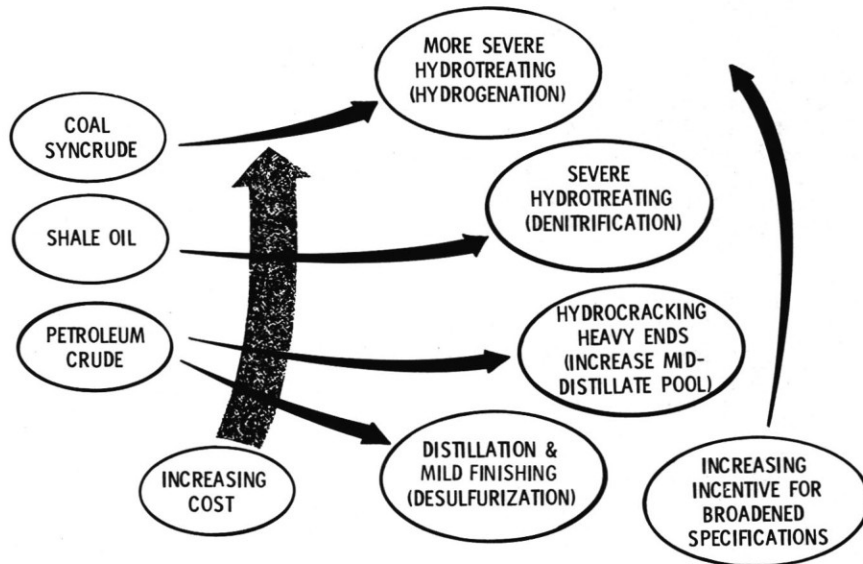 MORE SEVERE
HYDROTREATING
(HYDROGENATION)
COAL
SYNCRUDE
SEVERE
HYDROTREATING
(DENITRIFICATION)
SHALE OIL
HYDROCRACKING
HEAVY ENDS
(INCREASE MID-
DISTILLATE POOL)
PETROLEUM
CRUDE
DISTILLATION &
MILD FINISHING
(DESULFURIZATION)
INCREASING
COST
INCREASING
INCENTIVE FOR
BROADENED
SPECIFICATIONS